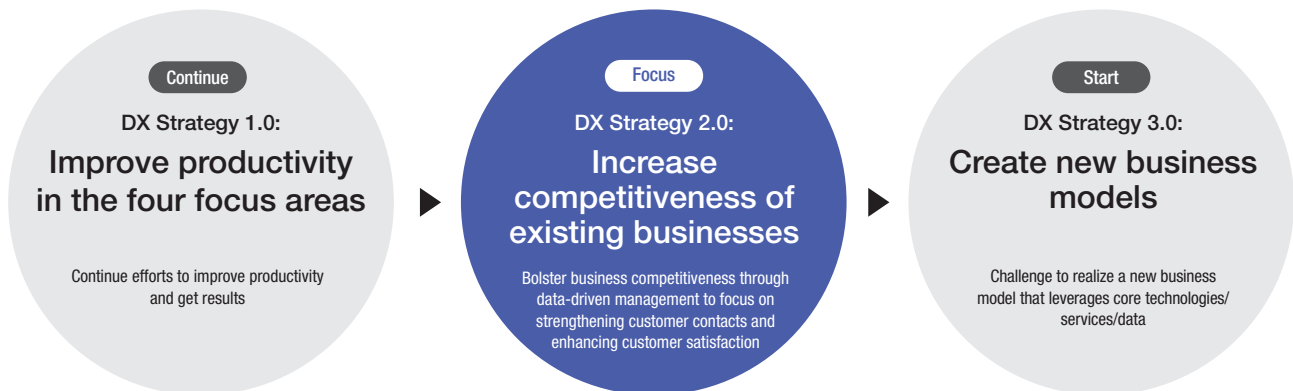 Continue
DX Strategy 1.0:
Improve productivity
in the four focus areas
Continue efforts to improve productivity
and get results
Focus
DX Strategy 2.0:
Increase
competitiveness of
existing businesses
Bolster business competitiveness through
data-driven management to focus on
strengthening customer contacts and
enhancing customer satisfaction
Start
DX Strategy 3.0:
Create new business
models
Challenge to realize a new business
model that leverages core technologies/
services/data